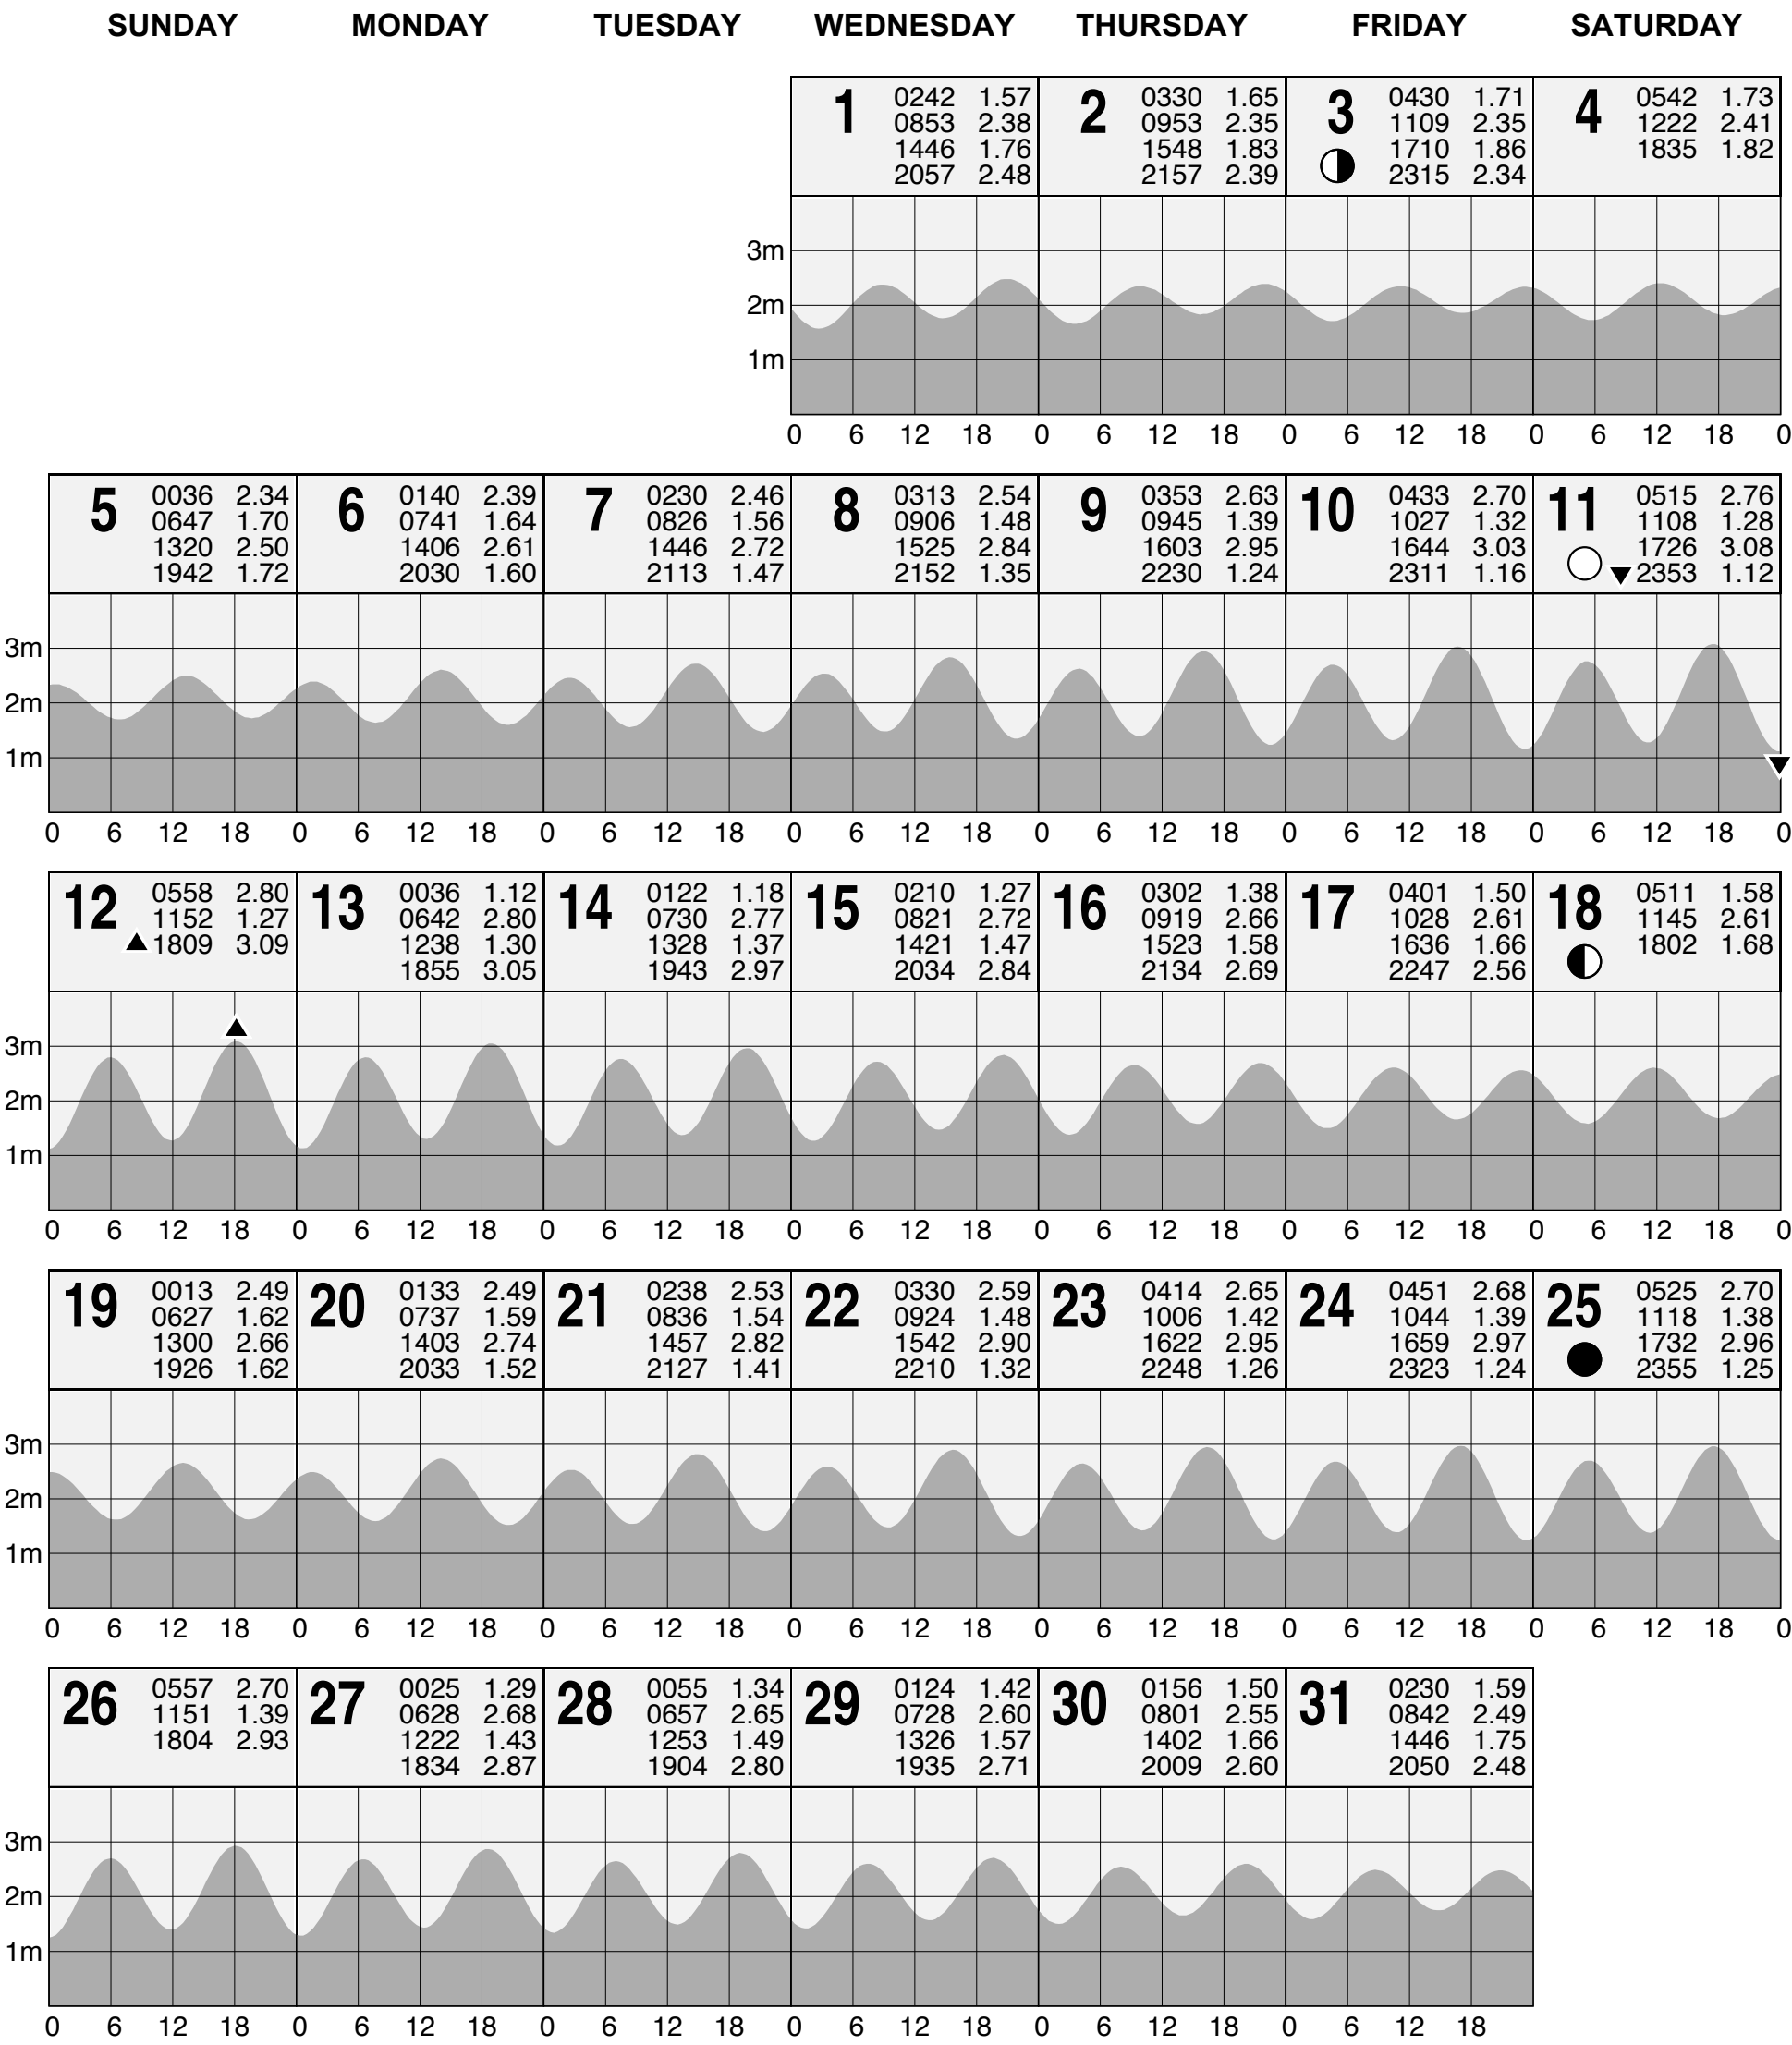 SUNDAY MONDAY TUESDAY WEDNESDAY THURSDAY FRIDAY SATURDAY
1 0242 1.57
0853 2.38
1446 1.76
2057 2.48
2 0330 1.65
0953 2.35
1548 1.83
2157 2.39
3 0430 1.71
1109 2.35
1710 1.86
2315 2.34
4 0542 1.73
1222 2.41
1835 1.82
3m
2m
1m
0 6 12 18 0 6 12 18 0 6 12 18 0 6 12 18 0
5 0036 2.34
0647 1.70
1320 2.50
1942 1.72
6 0140 2.39
0741 1.64
1406 2.61
2030 1.60
7 0230 2.46
0826 1.56
1446 2.72
2113 1.47
8 0313 2.54
0906 1.48
1525 2.84
2152 1.35
9 0353 2.63
0945 1.39
1603 2.95
2230 1.24
10 0433 2.70
1027 1.32
1644 3.03
2311 1.16
11 0515 2.76
1108 1.28
1726 3.08
2353 1.12
3m
2m
1m
0 6 12 18 0 6 12 18 0 6 12 18 0 6 12 18 0 6 12 18 0 6 12 18 0 6 12 18 0
12 0558 2.80
1152 1.27
1809 3.09
13 0036 1.12
0642 2.80
1238 1.30
1855 3.05
14 0122 1.18
0730 2.77
1328 1.37
1943 2.97
15 0210 1.27
0821 2.72
1421 1.47
2034 2.84
16 0302 1.38
0919 2.66
1523 1.58
2134 2.69
17 0401 1.50
1028 2.61
1636 1.66
2247 2.56
18 0511 1.58
1145 2.61
1802 1.68
3m
2m
1m
0 6 12 18 0 6 12 18 0 6 12 18 0 6 12 18 0 6 12 18 0 6 12 18 0 6 12 18 0
19 0013 2.49
0627 1.62
1300 2.66
1926 1.62
20 0133 2.49
0737 1.59
1403 2.74
2033 1.52
21 0238 2.53
0836 1.54
1457 2.82
2127 1.41
22 0330 2.59
0924 1.48
1542 2.90
2210 1.32
23 0414 2.65
1006 1.42
1622 2.95
2248 1.26
24 0451 2.68
1044 1.39
1659 2.97
2323 1.24
25 0525 2.70
1118 1.38
1732 2.96
2355 1.25
3m
2m
1m
0 6 12 18 0 6 12 18 0 6 12 18 0 6 12 18 0 6 12 18 0 6 12 18 0 6 12 18 0
26 0557 2.70
1151 1.39
1804 2.93
27 0025 1.29
0628 2.68
1222 1.43
1834 2.87
28 0055 1.34
0657 2.65
1253 1.49
1904 2.80
29 0124 1.42
0728 2.60
1326 1.57
1935 2.71
30 0156 1.50
0801 2.55
1402 1.66
2009 2.60
31 0230 1.59
0842 2.49
1446 1.75
2050 2.48
3m
2m
1m
0 6 12 18 0 6 12 18 0 6 12 18 0 6 12 18 0 6 12 18 0 6 12 18